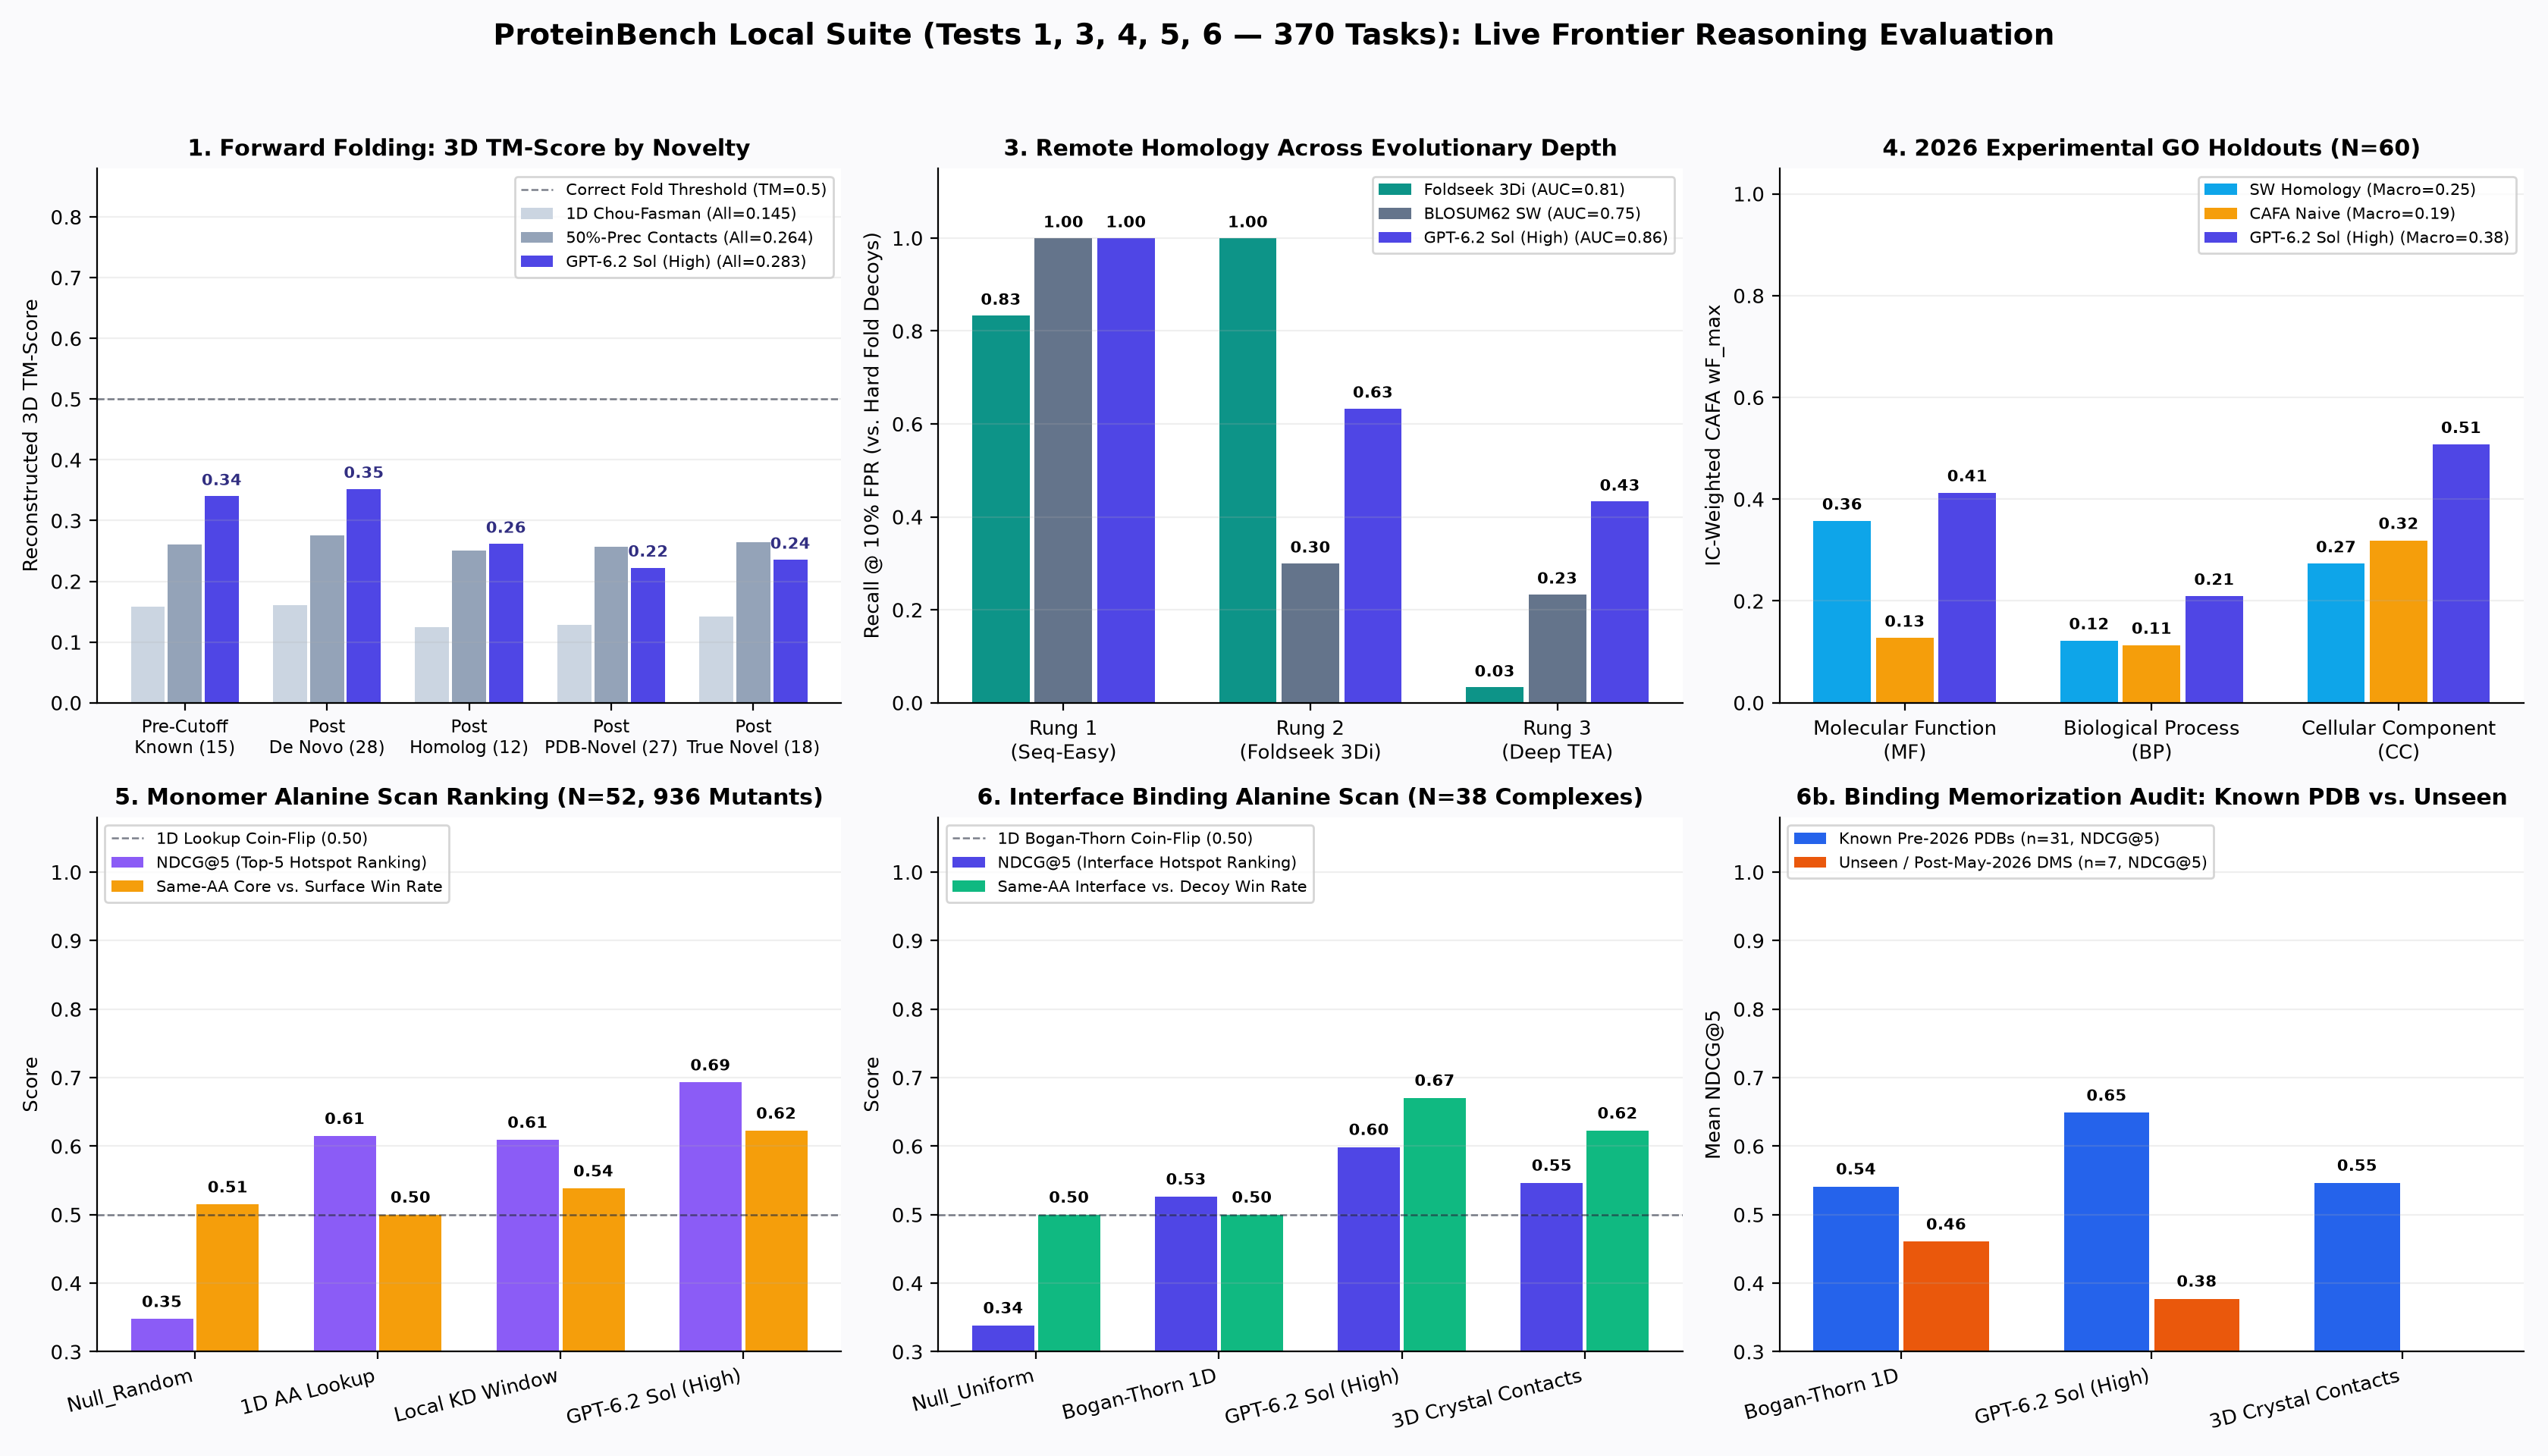 ProteinBench Local Suite (Tests 1, 3, 4, 5, 6 — 370 Tasks): Live Frontier Reasoning Evaluation
1. Forward Folding: 3D TM-Score by Novelty
Reconstructed 3D TM-Score
0.8
0.7
0.6
0.5
0.4
0.3
0.2
0.1
0.0
Correct Fold Threshold (TM=0.5)
1D Chou-Fasman (All=0.145)
50%-Prec Contacts (All=0.264)
GPT-6.2 Sol (High) (All=0.283)
0.34
0.35
0.26
0.22
0.24
Pre-Cutoff
Known (15)
Post
De Novo (28)
Post
Homolog (12)
Post
PDB-Novel (27)
Post
True Novel (18)
3. Remote Homology Across Evolutionary Depth
Recall @ 10% FPR (vs. Hard Fold Decoys)
1.0
0.8
0.6
0.4
0.2
0.0
Foldseek 3Di (AUC=0.81)
BLOSUM62 SW (AUC=0.75)
GPT-6.2 Sol (High) (AUC=0.86)
0.83
1.00
1.00
1.00
0.30
0.63
0.03
0.23
0.43
Rung 1
(Seq-Easy)
Rung 2
(Foldseek 3Di)
Rung 3
(Deep TEA)
4. 2026 Experimental GO Holdouts (N=60)
IC-Weighted CAFA wF_max
1.0
0.8
0.6
0.4
0.2
0.0
SW Homology (Macro=0.25)
CAFA Naive (Macro=0.19)
GPT-6.2 Sol (High) (Macro=0.38)
0.36
0.13
0.41
0.12
0.11
0.21
0.27
0.32
0.51
Molecular Function
(MF)
Biological Process
(BP)
Cellular Component
(CC)
5. Monomer Alanine Scan Ranking (N=52, 936 Mutants)
Score
1.0
0.9
0.8
0.7
0.6
0.5
0.4
0.3
1D Lookup Coin-Flip (0.50)
NDCG@5 (Top-5 Hotspot Ranking)
Same-AA Core vs. Surface Win Rate
0.35
0.51
0.61
0.50
0.61
0.54
0.69
0.62
Null_Random
1D AA Lookup
Local KD Window
GPT-6.2 Sol (High)
6. Interface Binding Alanine Scan (N=38 Complexes)
Score
1.0
0.9
0.8
0.7
0.6
0.5
0.4
0.3
1D Bogan-Thorn Coin-Flip (0.50)
NDCG@5 (Interface Hotspot Ranking)
Same-AA Interface vs. Decoy Win Rate
0.34
0.50
0.53
0.50
0.60
0.67
0.55
0.62
Null_Uniform
Bogan-Thorn 1D
GPT-6.2 Sol (High)
3D Crystal Contacts
6b. Binding Memorization Audit: Known PDB vs. Unseen
Mean NDCG@5
1.0
0.9
0.8
0.7
0.6
0.5
0.4
0.3
Known Pre-2026 PDBs (n=31, NDCG@5)
Unseen / Post-May-2026 DMS (n=7, NDCG@5)
0.54
0.46
0.65
0.38
0.55
Bogan-Thorn 1D
GPT-6.2 Sol (High)
3D Crystal Contacts